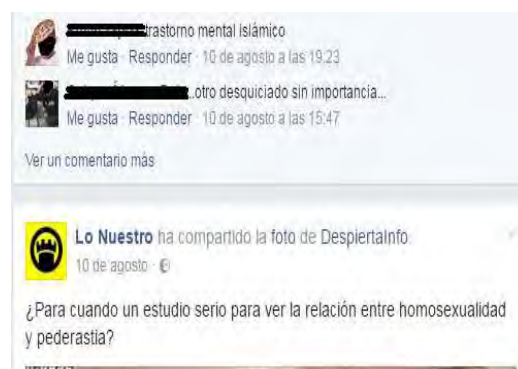 trastorno mental islámico
Me gusta · Responder · 10 de agosto a las 19:23
..otro desquiciado sin importancia...
Me gusta · Responder · 10 de agosto a las 15:47
Ver un comentario más
Lo Nuestro ha compartido la foto de DespiertaInfo.
10 de agosto ·
¿Para cuando un estudio serio para ver la relación entre homosexualidad
y pederastia?